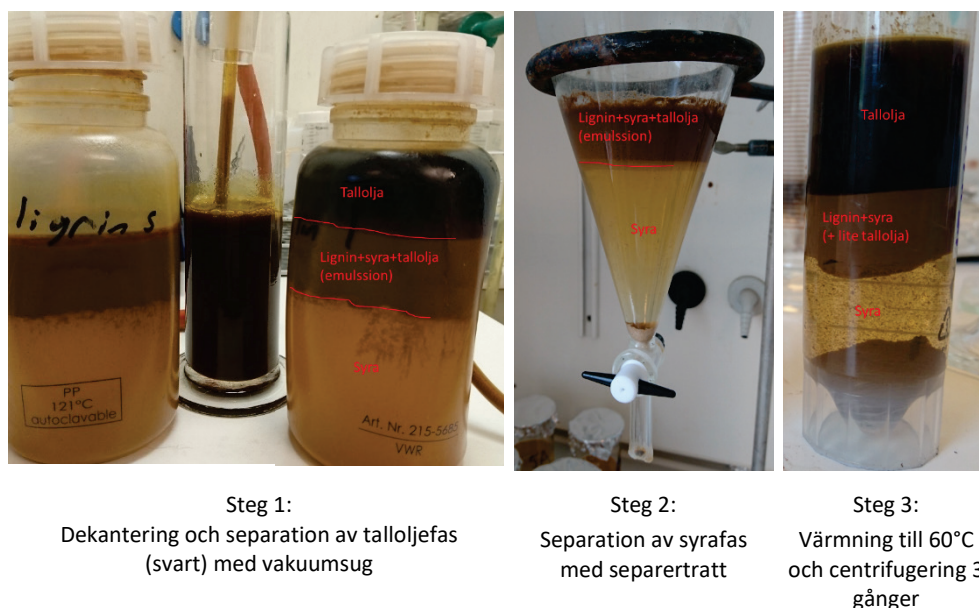 lignin s
PP
121°C
autoclavable
Tallolja
Lignin+syra+tallolja
(emulssion)
Syra
Art. Nr. 215-5685
VWR
Lignin+syra+tallolja
(emulssion)
Syra
Tallolja
Lignin+syra
(+ lite tallolja)
Syra
Steg 1:
Dekantering och separation av talloljefas
(svart) med vakuumsug
Steg 2:
Separation av syrafas
med separertratt
Steg 3:
Värmning till 60°C
och centrifugering 3
gånger